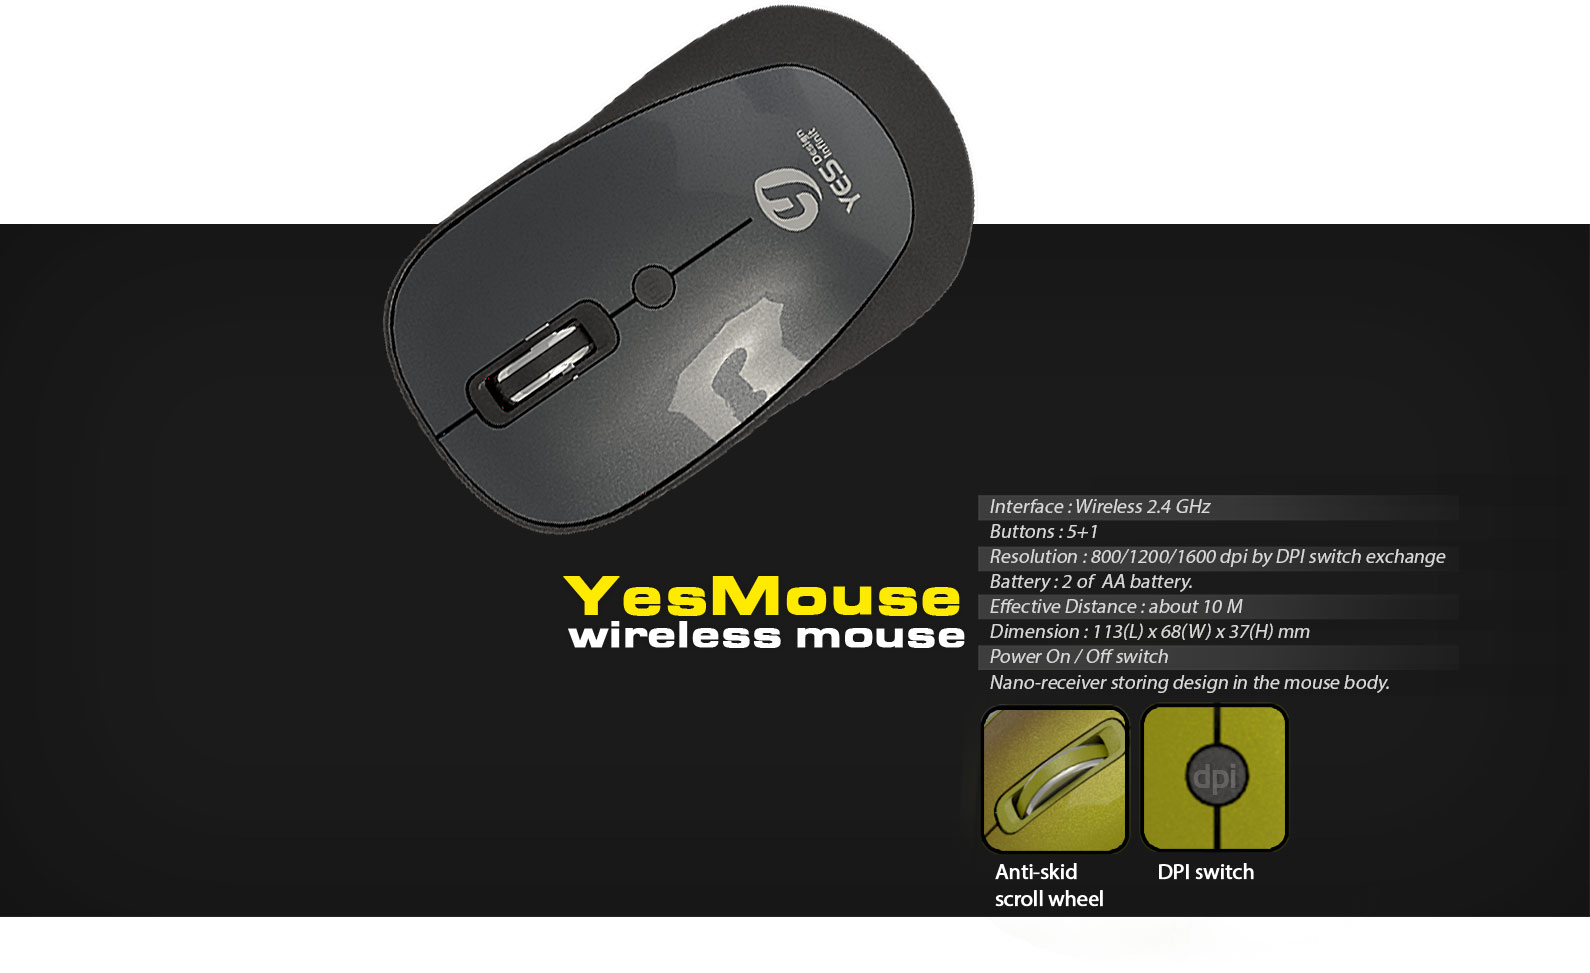 YES Design
Infinit
YesMouse
wireless mouse
Interface : Wireless 2.4 GHz
Buttons : 5+1
Resolution : 800/1200/1600 dpi by DPI switch exchange
Battery : 2 of AA battery.
Effective Distance : about 10 M
Dimension : 113(L) x 68(W) x 37(H) mm
Power On / Off switch
Nano-receiver storing design in the mouse body.
dpi
Anti-skid
scroll wheel
DPI switch